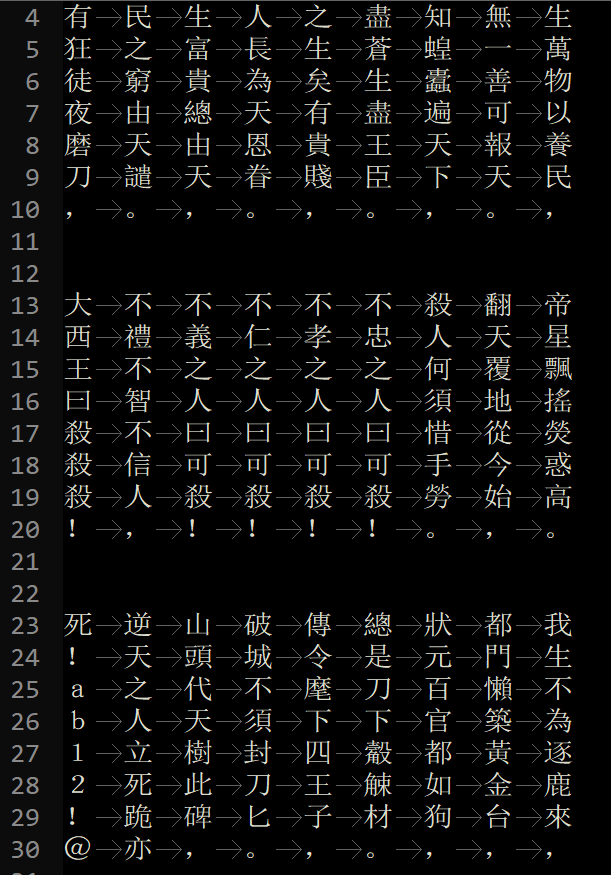 生萬物以養民，
無一善可報天。
知蝗蠹遍天下，
盡蒼生盡王臣。
之生矣有貴賤，
人長為天恩眷。
生富貴總由天，
民之窮由天譴。
有狂徒夜磨刀，
帝星飄搖熒惑高。
翻天覆地從今始，
殺人何須惜手勞。
不忠之人曰可殺！
不孝之人曰可殺！
不仁之人曰可殺！
不義之人曰可殺！
不禮不智不信人，
大西王曰殺殺殺！
我生不為逐鹿來，
都門懶築黃金台，
狀元百官都如狗，
總是刀下觳觫材。
傳令麾下四王子，
破城不須封刀匕。
山頭代天樹此碑，
逆天之人立死跪亦
死！ａｂ１２！＠
4
5
6
7
8
9
10
11
12
13
14
15
16
17
18
19
20
21
22
23
24
25
26
27
28
29
30